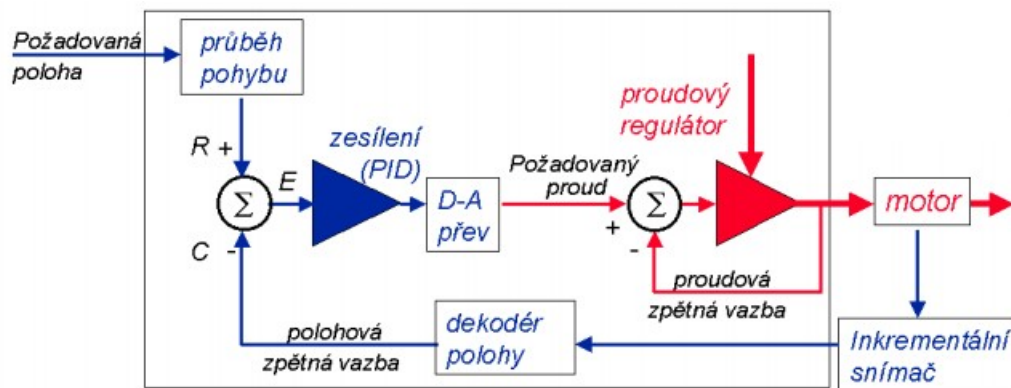 Požadovaná
poloha
průběh
pohybu
R +
zesílení
(PID)
Σ
E
C -
D-A
přev
Požadovaný
proud
proudový
regulátor
Σ
+
-
motor
proudová
zpětná vazba
polohová
zpětná vazba
dekodér
polohy
Inkrementální
snímač